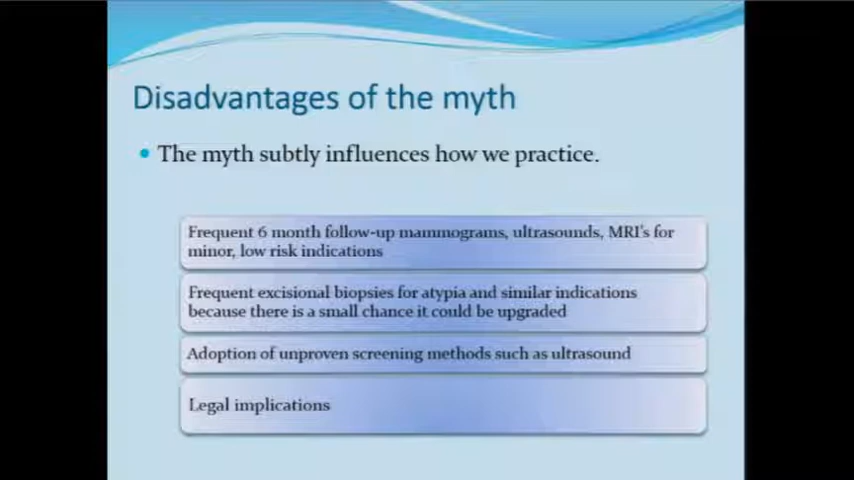 Disadvantages of the myth
• The myth subtly influences how we practice.
Frequent 6 month follow-up mammograms, ultrasounds, MRI's for
minor, low risk indications
Frequent excisional biopsies for atypia and similar indications
because there is a small chance it could be upgraded
Adoption of unproven screening methods such as ultrasound
Legal implications